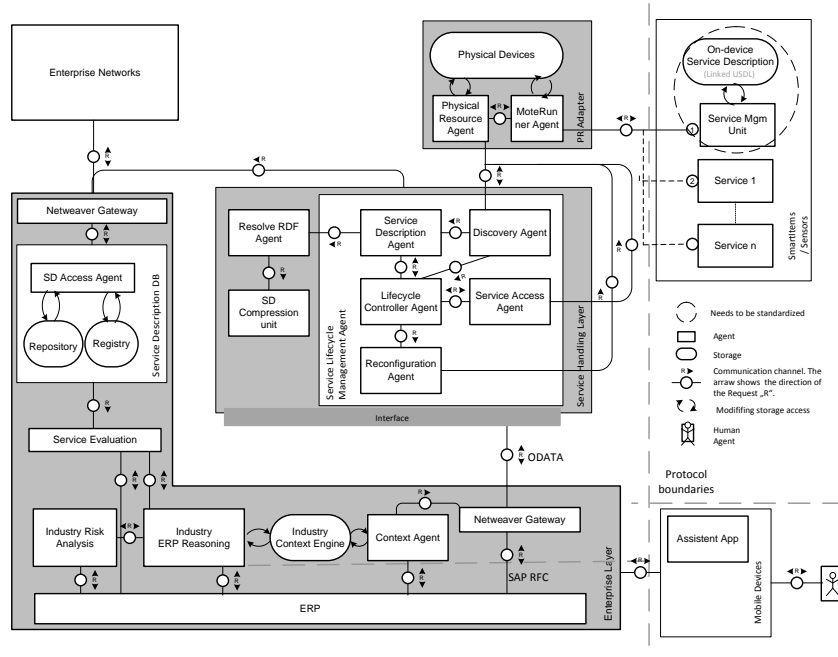 Enterprise Networks
Physical Devices
Physical
Resource
Agent
MoteRun
ner Agent
PR Adapter
On-device
Service Description
(Linked USDL)
Service Mgm
Unit
Service 1
Service n
SmartItems
/ Sensors
1
2
R
Netweaver Gateway
SD Access Agent
Repository
Registry
Service Description DB
Service Evaluation
Resolve RDF
Agent
SD
Compression
unit
Service
Description
Agent
Discovery Agent
Lifecycle
Controller Agent
Service Access
Agent
Reconfiguration
Agent
Service Lifecycle
Management Agent
Service Handling Layer
Interface
ODATA
Needs to be standardized
Agent
Storage
R
Communication channel. The
arraw shows the direction of
the Request „R“.
Modififing storage access
Human
Agent
Protocol
boundaries
Industry Risk
Analysis
Industry
ERP Reasoning
Industry
Context Engine
Context Agent
Netweaver Gateway
SAP RFC
ERP
Enterprise Layer
Assistent App
Mobile Devices